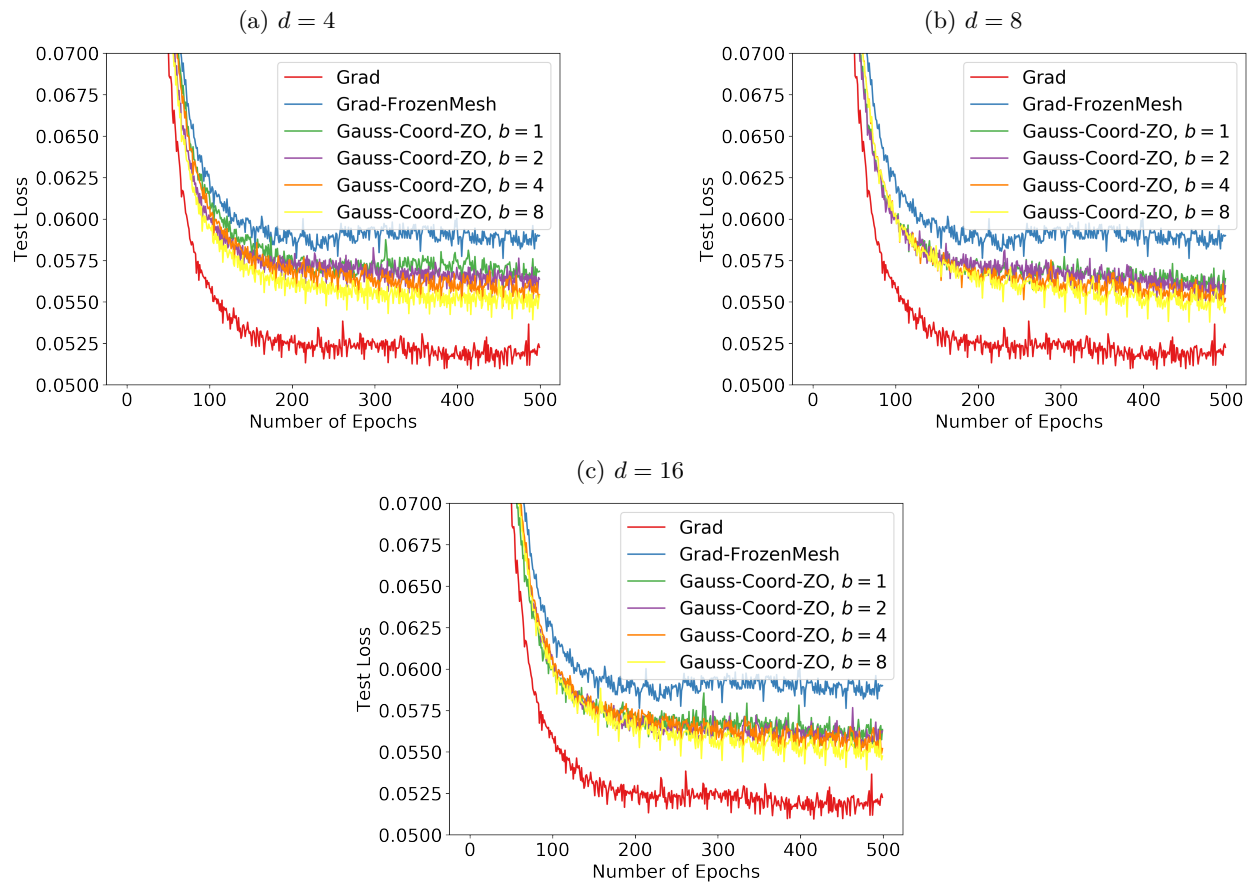 (a) d = 4
0.0700
0.0675
0.0650
0.0625
0.0600
0.0575
0.0550
0.0525
0.0500
Test Loss
Grad
Grad-FrozenMesh
Gauss-Coord-ZO, b = 1
Gauss-Coord-ZO, b = 2
Gauss-Coord-ZO, b = 4
Gauss-Coord-ZO, b = 8
0 100 200 300 400 500
Number of Epochs
(b) d = 8
0.0700
0.0675
0.0650
0.0625
0.0600
0.0575
0.0550
0.0525
0.0500
Test Loss
Grad
Grad-FrozenMesh
Gauss-Coord-ZO, b = 1
Gauss-Coord-ZO, b = 2
Gauss-Coord-ZO, b = 4
Gauss-Coord-ZO, b = 8
0 100 200 300 400 500
Number of Epochs
(c) d = 16
0.0700
0.0675
0.0650
0.0625
0.0600
0.0575
0.0550
0.0525
0.0500
Test Loss
Grad
Grad-FrozenMesh
Gauss-Coord-ZO, b = 1
Gauss-Coord-ZO, b = 2
Gauss-Coord-ZO, b = 4
Gauss-Coord-ZO, b = 8
0 100 200 300 400 500
Number of Epochs